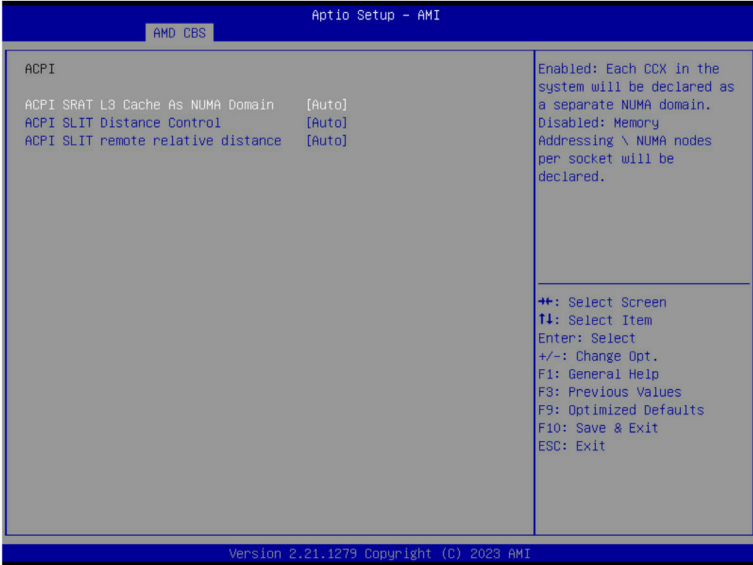 Aptio Setup - AMI
AMD CBS
ACPI
ACPI SRAT L3 Cache As NUMA Domain [Auto]
ACPI SLIT Distance Control [Auto]
ACPI SLIT remote relative distance [Auto]
Enabled: Each CCX in the
system will be declared as
a separate NUMA domain.
Disabled: Memory
Addressing \ NUMA nodes
per socket will be
declared.
→←: Select Screen
↑↓: Select Item
Enter: Select
+/-: Change Opt.
F1: General Help
F3: Previous Values
F9: Optimized Defaults
F10: Save & Exit
ESC: Exit
Version 2.21.1279 Copyright (C) 2023 AMI